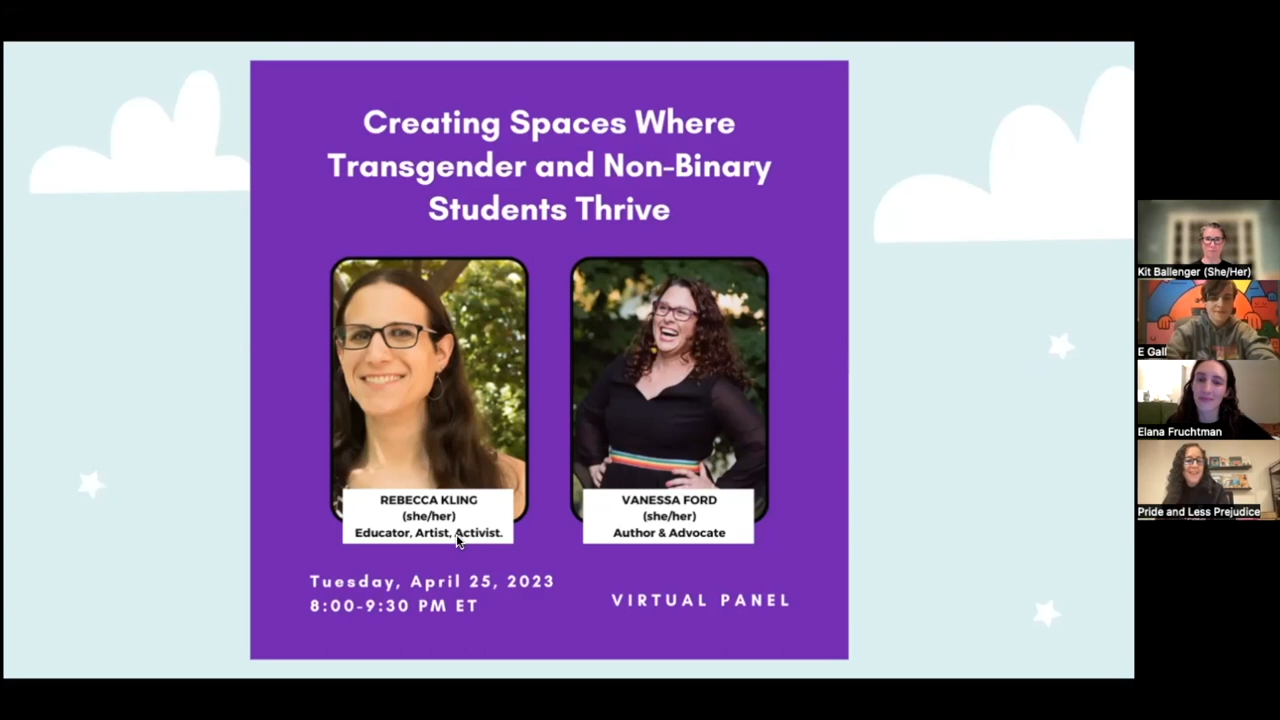 Creating Spaces Where
Transgender and Non-Binary
Students Thrive
REBECCA KLING
(she/her)
Educator, Artist, Activist.
VANESSA FORD
(she/her)
Author & Advocate
Tuesday, April 25, 2023
8:00-9:30 PM ET
VIRTUAL PANEL
Kit Ballenger (She/Her)
E Gall
Elana Fruchtman
Pride and Less Prejudice